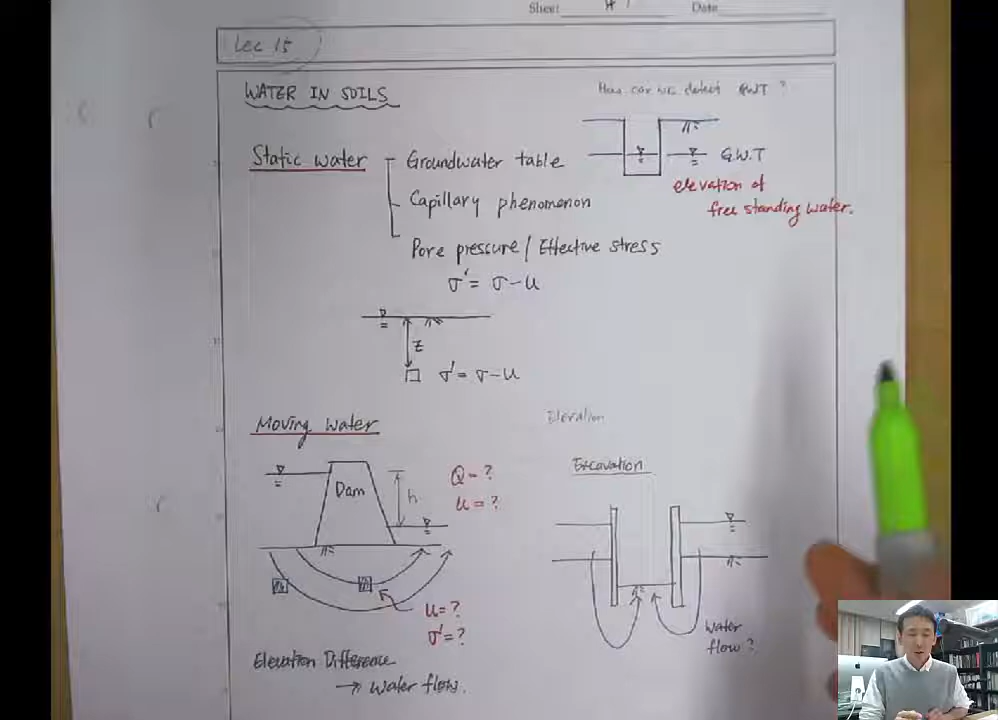 Sheet # 1 Date
Lec 15
WATER IN SOILS
How can we detect GWT ?
Static water
Groundwater table
Capillary phenomenon
Pore pressure / Effective stress
σ' = σ - u
G.W.T
elevation of
free standing water.
z
σ' = σ - u
Moving water
Dam
h
Q = ?
u = ?
u = ?
σ' = ?
Elevation Difference
→ Water flow.
Elevation
Excavation
Water
flow?